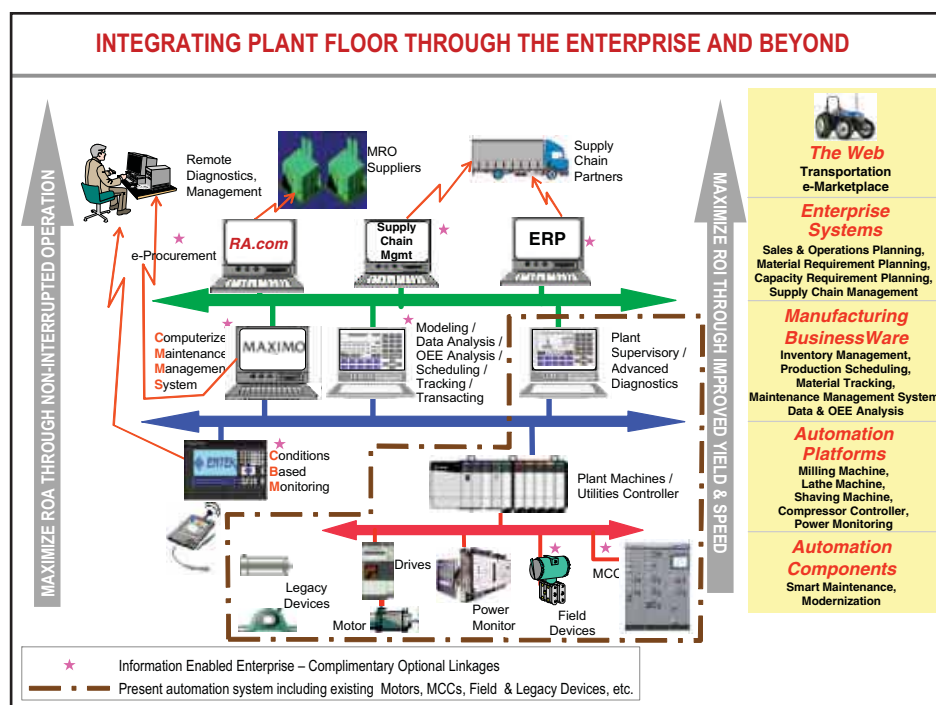 INTEGRATING PLANT FLOOR THROUGH THE ENTERPRISE AND BEYOND
MAXIMIZE ROA THROUGH NON-INTERRUPTED OPERATION
Remote
Diagnostics,
Management
MRO
Suppliers
Supply
Chain
Partners
e-Procurement
RA.com
Supply
Chain
Mgmt
ERP
Computerize
Maintenance
Management
System
MAXIMO
Modeling /
Data Analysis /
OEE Analysis /
Scheduling /
Tracking /
Transacting
Plant
Supervisory /
Advanced
Diagnostics
ENTEK
Conditions
Based
Monitoring
Plant Machines /
Utilities Controller
Legacy
Devices
Drives
Motor
Power
Monitor
Field
Devices
MCC
MAXIMIZE ROI THROUGH IMPROVED YIELD & SPEED
The Web
Transportation
e-Marketplace
Enterprise
Systems
Sales & Operations Planning,
Material Requirement Planning,
Capacity Requirement Planning,
Supply Chain Management
Manufacturing
BusinessWare
Inventory Management,
Production Scheduling,
Material Tracking,
Maintenance Management System
Data & OEE Analysis
Automation
Platforms
Milling Machine,
Lathe Machine,
Shaving Machine,
Compressor Controller,
Power Monitoring
Automation
Components
Smart Maintenance,
Modernization
Information Enabled Enterprise – Complimentary Optional Linkages
Present automation system including existing Motors, MCCs, Field & Legacy Devices, etc.